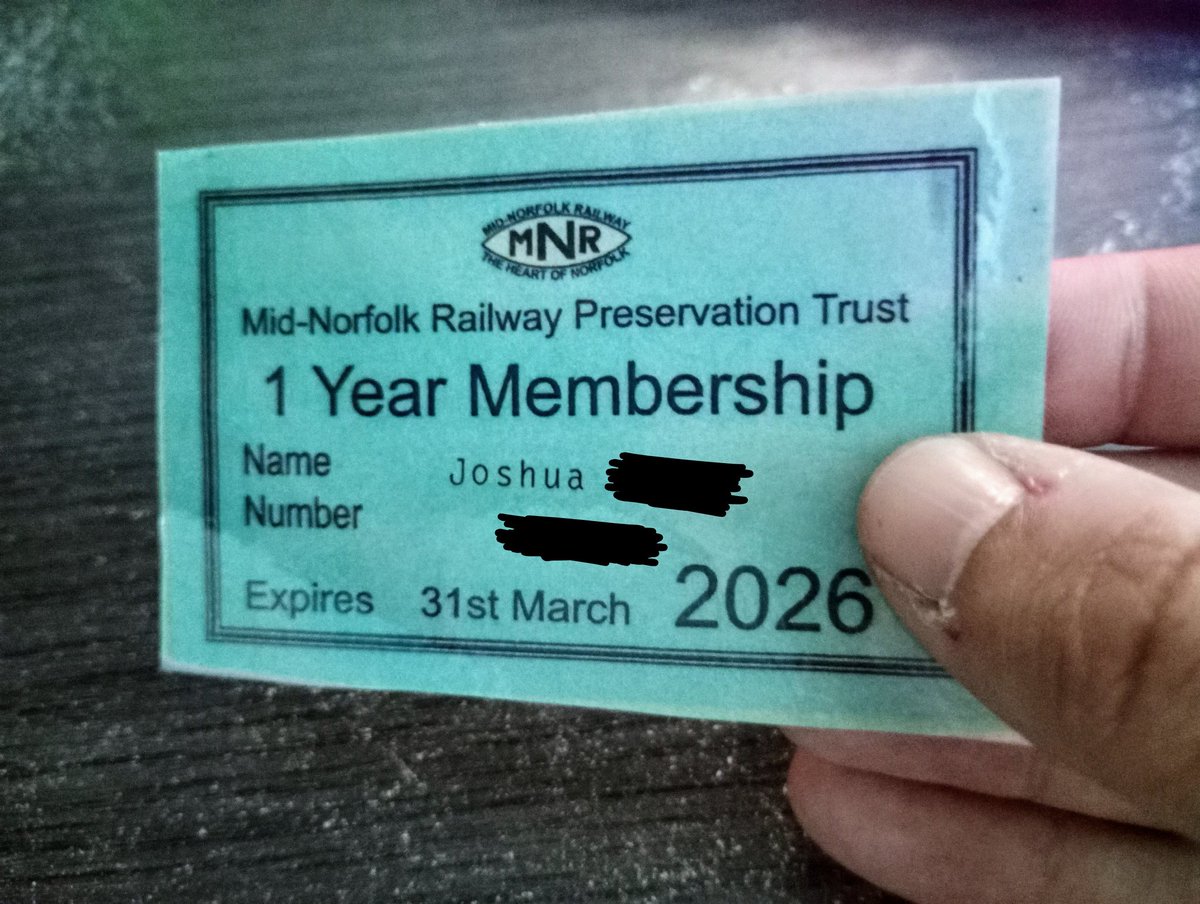 MID-NORFOLK RAILWAY
MNR
THE HEART OF NORFOLK
Mid-Norfolk Railway Preservation Trust
1 Year Membership
Name Joshua
Number
Expires 31st March 2026